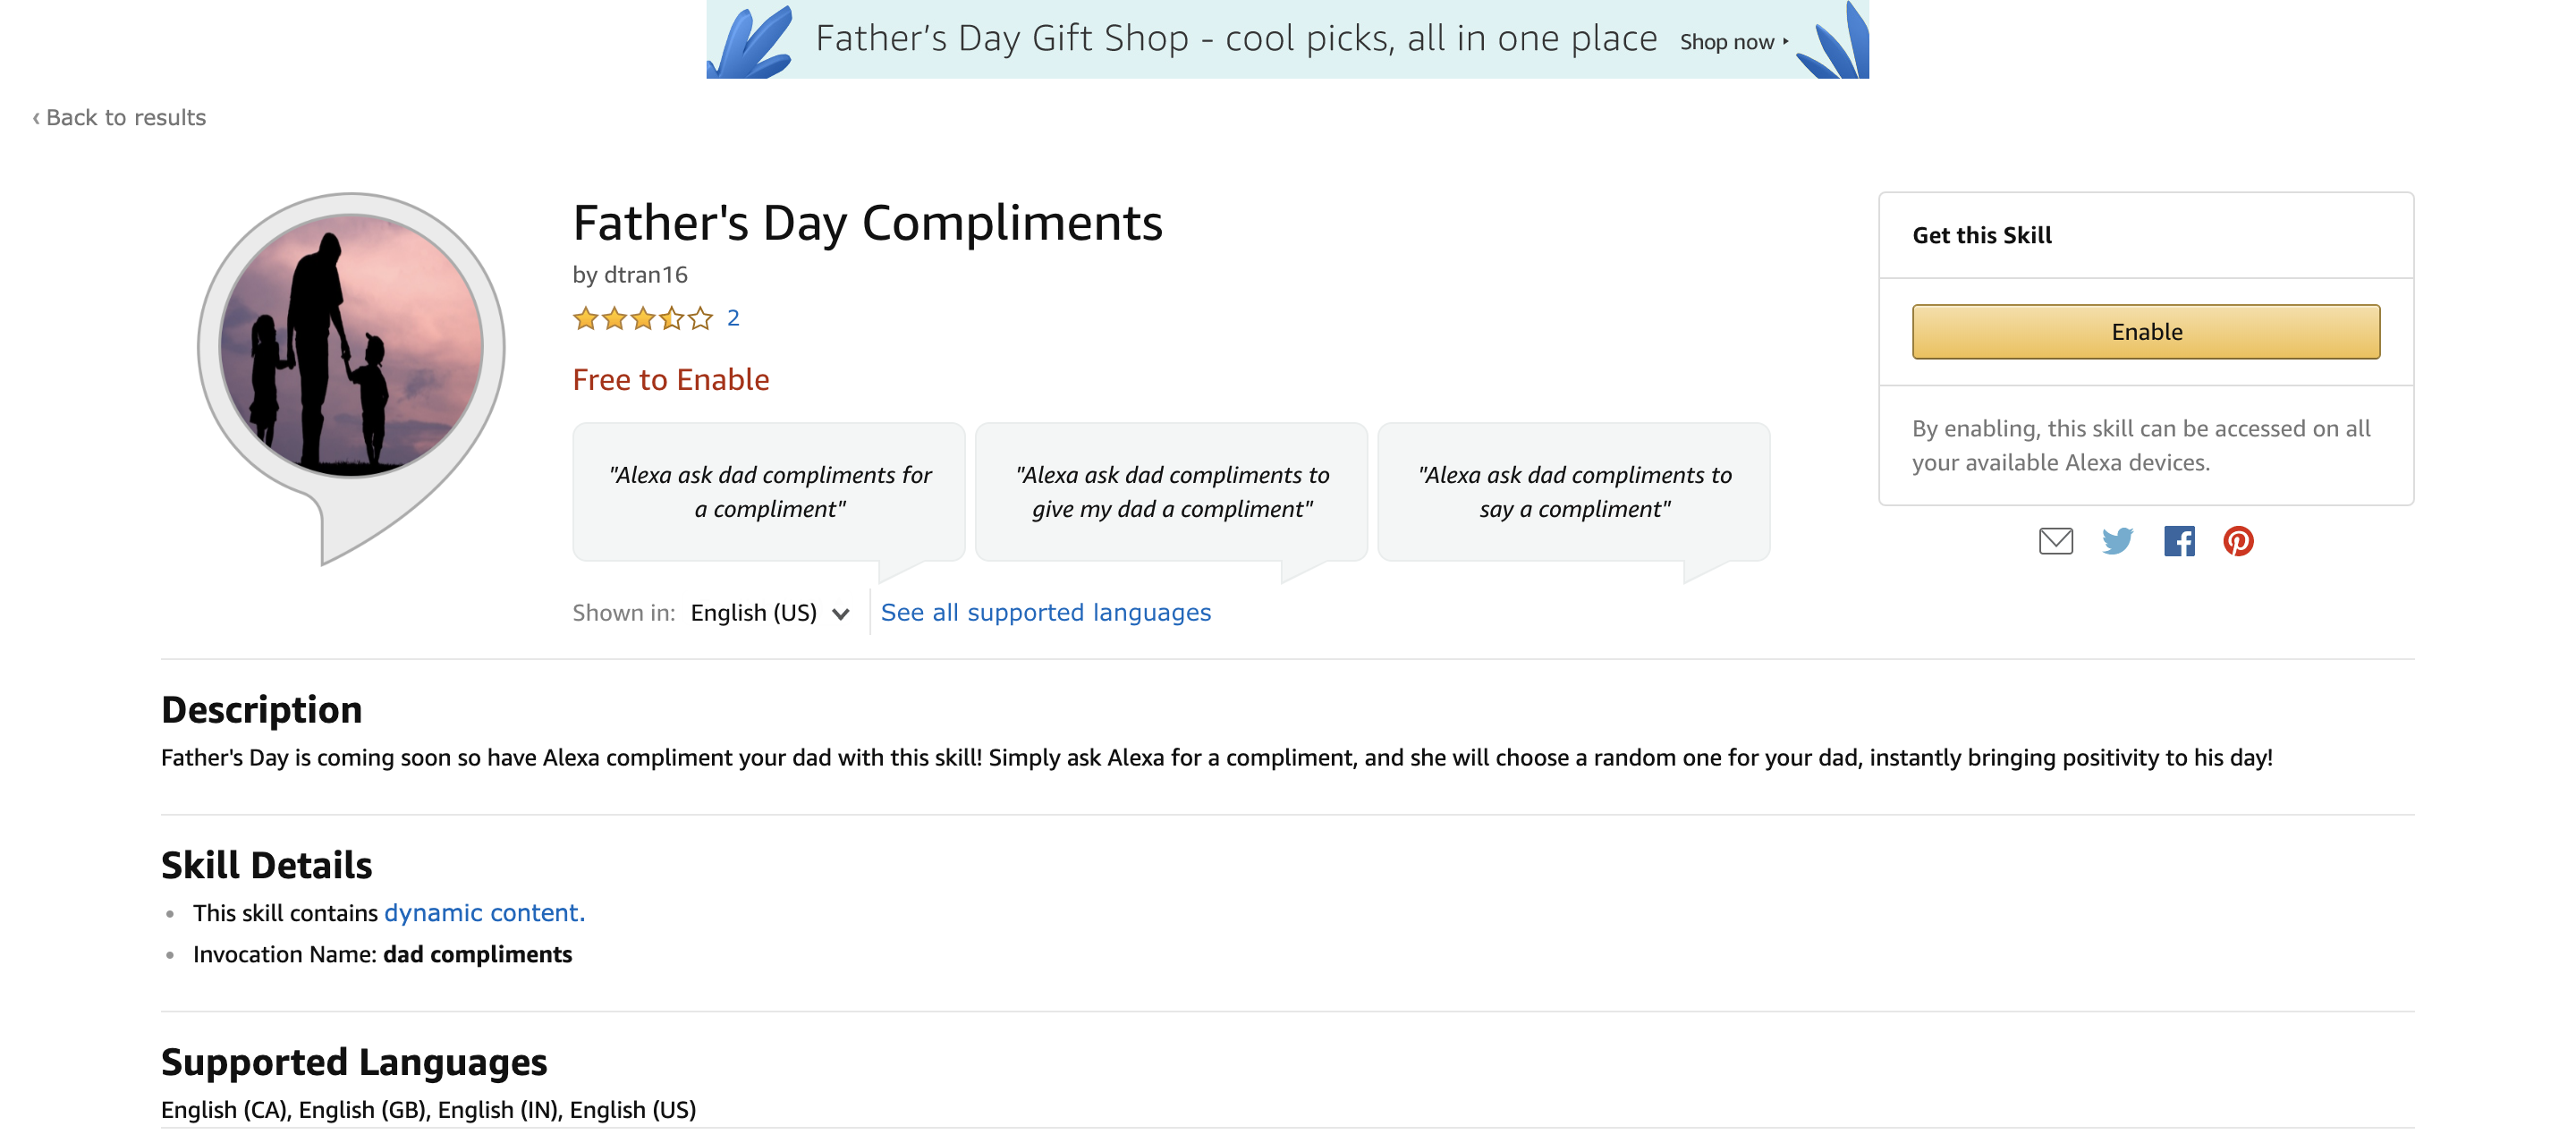 Father's Day Gift Shop - cool picks, all in one place Shop now ‣
‹ Back to results
Father's Day Compliments
by dtran16
2
Free to Enable
"Alexa ask dad compliments for
a compliment"
"Alexa ask dad compliments to
give my dad a compliment"
"Alexa ask dad compliments to
say a compliment"
Shown in: English (US) See all supported languages
Get this Skill
Enable
By enabling, this skill can be accessed on all
your available Alexa devices.
Description
Father's Day is coming soon so have Alexa compliment your dad with this skill! Simply ask Alexa for a compliment, and she will choose a random one for your dad, instantly bringing positivity to his day!
Skill Details
• This skill contains dynamic content.
• Invocation Name: dad compliments
Supported Languages
English (CA), English (GB), English (IN), English (US)